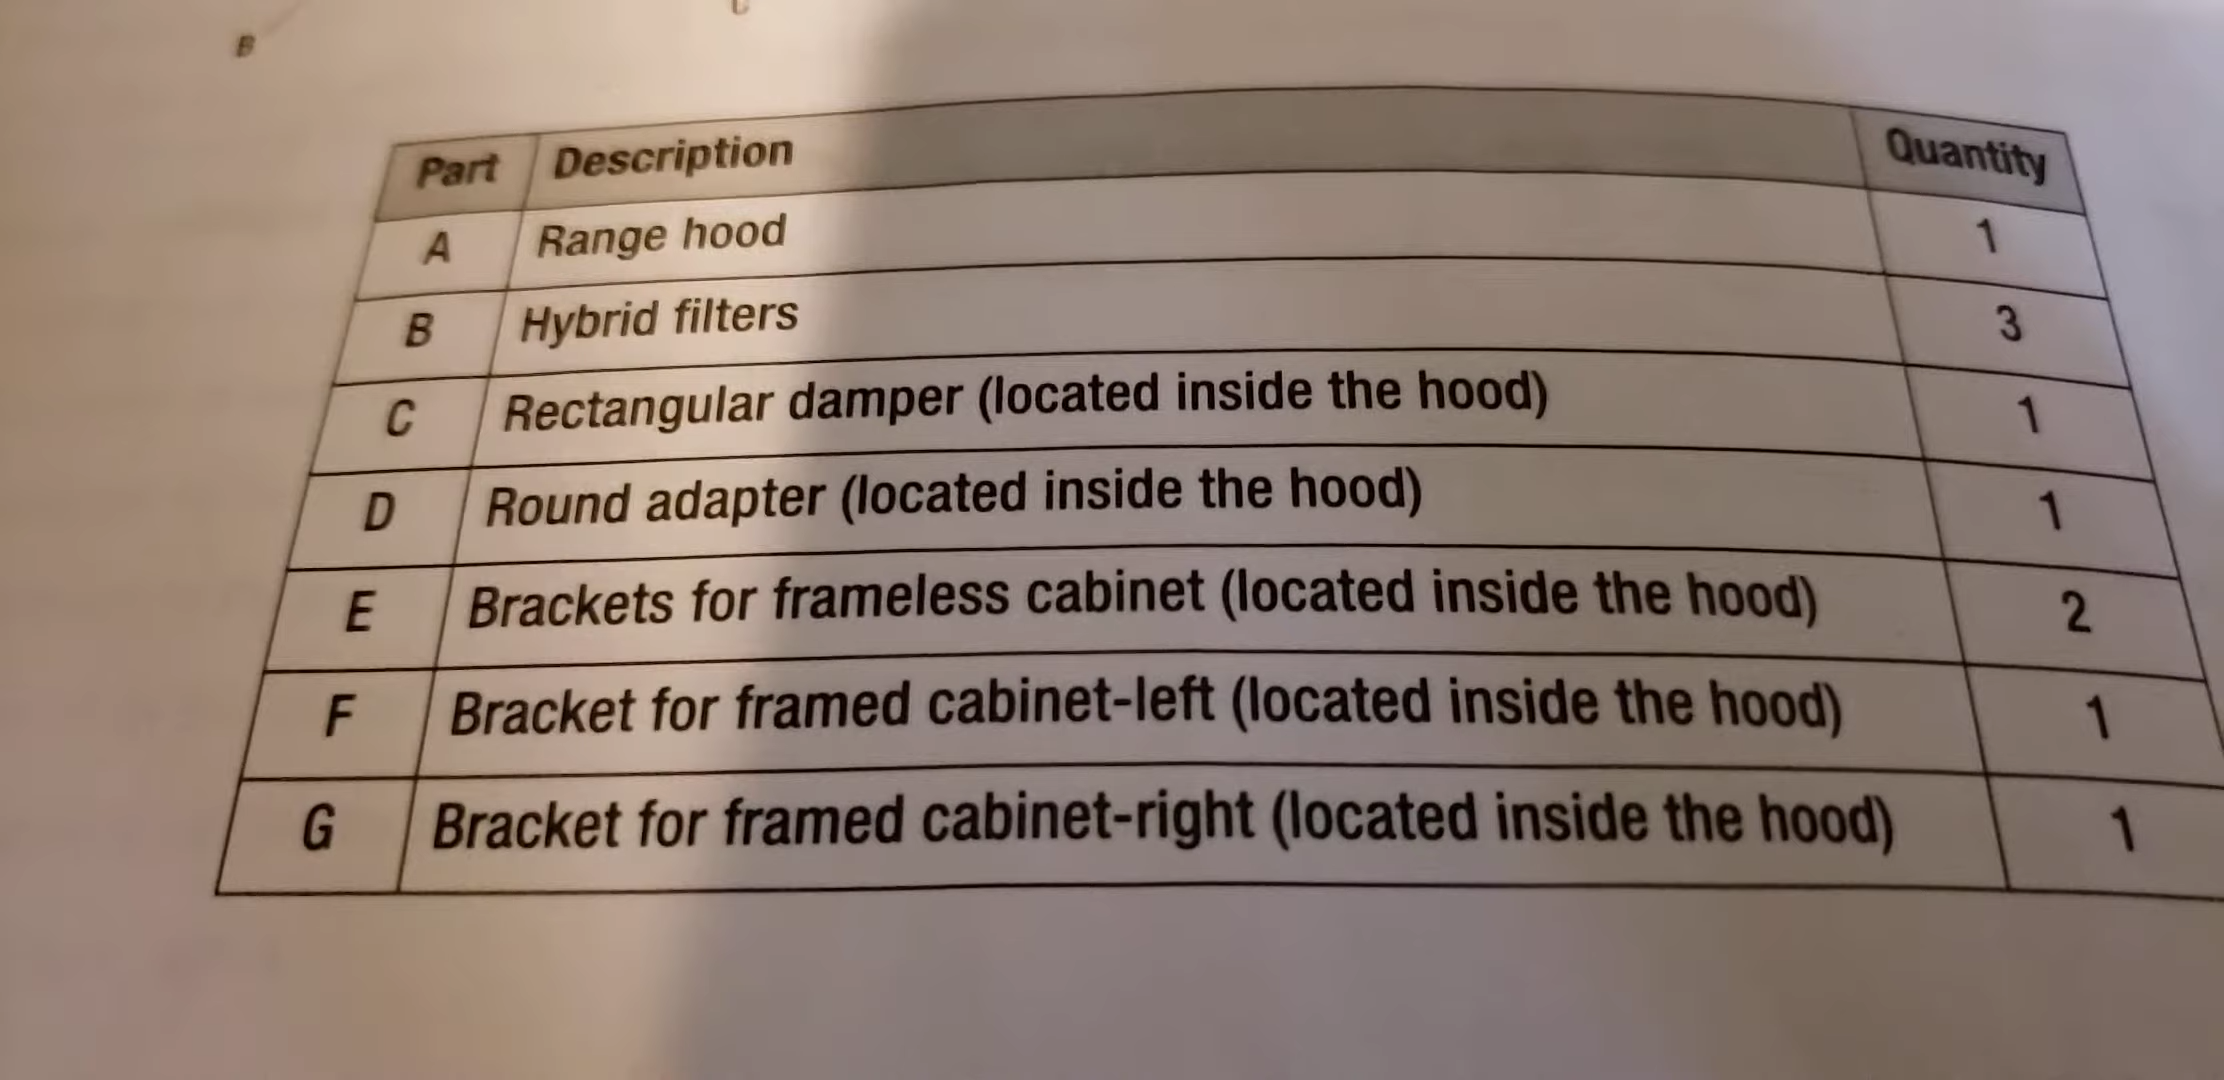 B
Part Description Quantity
A Range hood 1
B Hybrid filters 3
C Rectangular damper (located inside the hood) 1
D Round adapter (located inside the hood) 1
E Brackets for frameless cabinet (located inside the hood) 2
F Bracket for framed cabinet-left (located inside the hood) 1
G Bracket for framed cabinet-right (located inside the hood) 1